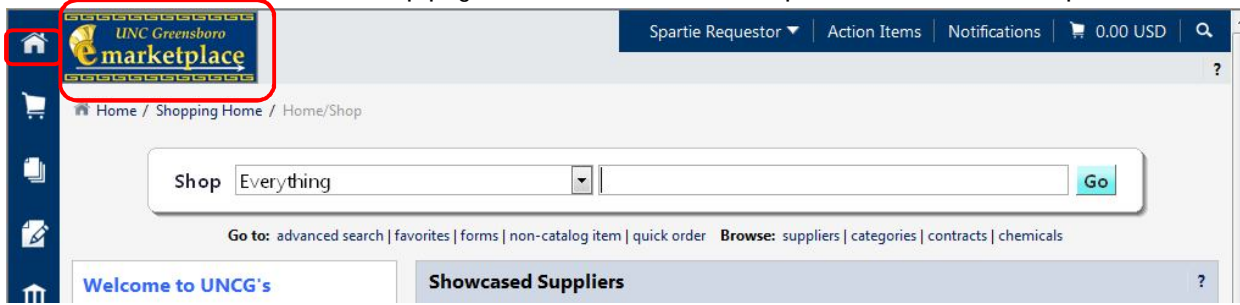 UNC Greensboro
emarketplace
Spartie Requestor Action Items Notifications 0.00 USD
?
Home / Shopping Home / Home/Shop
Shop Everything Go
Go to: advanced search | favorites | forms | non-catalog item | quick order Browse: suppliers | categories | contracts | chemicals
Welcome to UNCG's
Showcased Suppliers ?